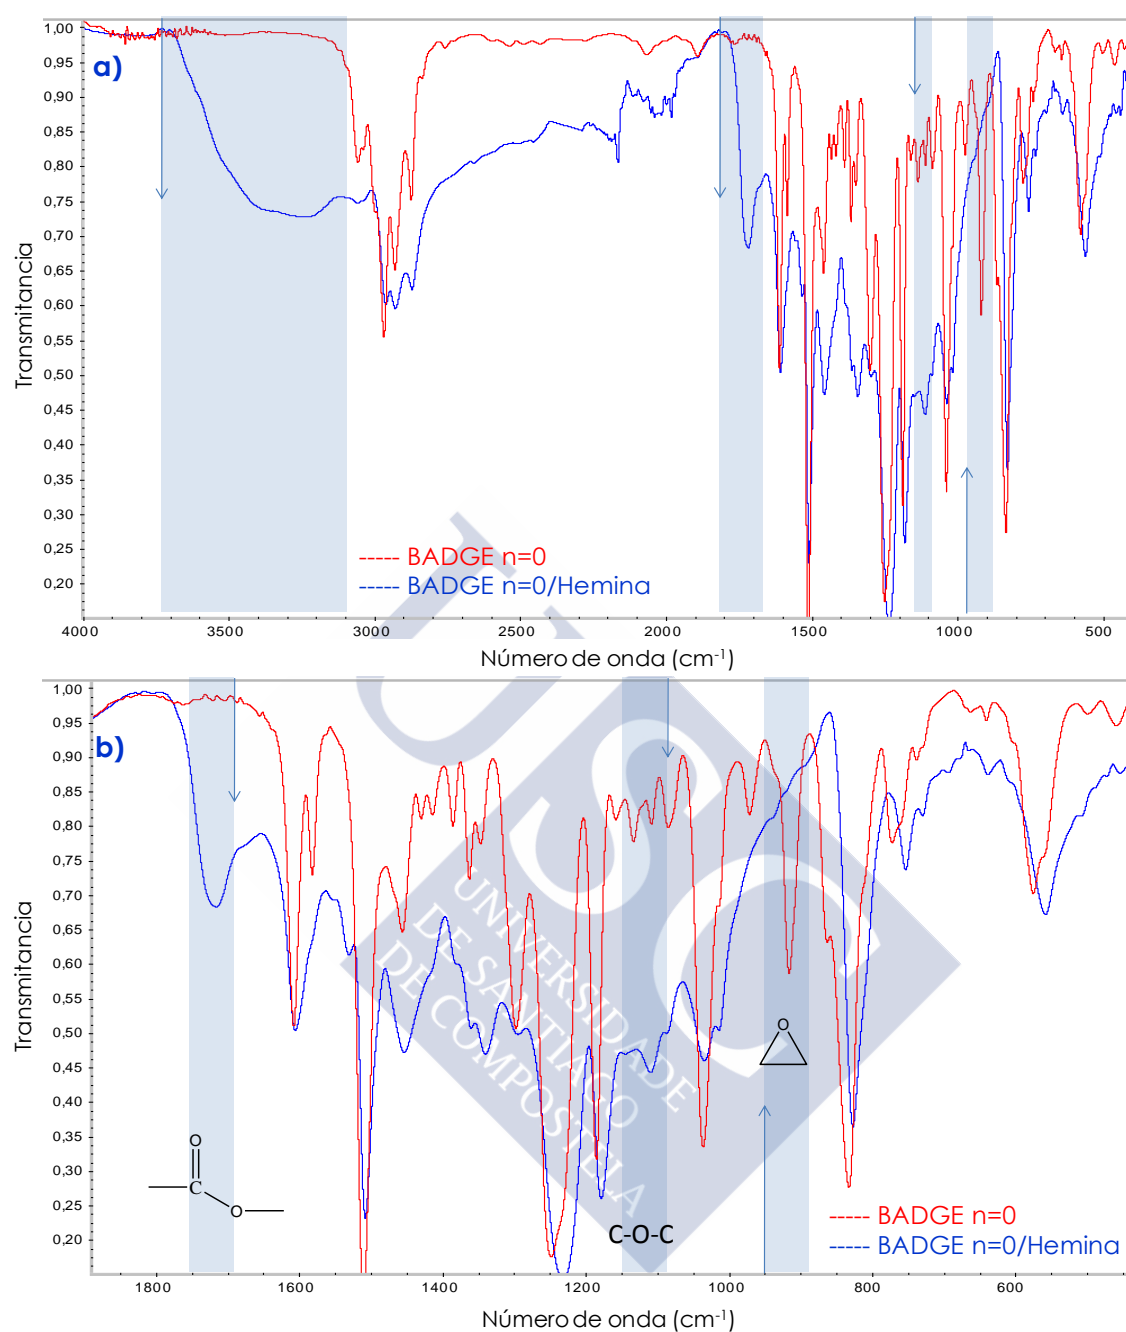 1,00
a)
0,95
0,90
0,85
0,80
0,75
0,70
0,65
0,60
0,55
0,50
0,45
0,40
0,35
0,30
0,25
0,20
Transmitancia
----- BADGE n=0
----- BADGE n=0/Hemina
4000 3500 3000 2500 2000 1500 1000 500
Número de onda (cm-1)
1,00
b)
0,95
0,90
0,85
0,80
0,75
0,70
0,65
0,60
0,55
0,50
0,45
0,40
0,35
0,30
0,25
0,20
Transmitancia
USC
UNIVERSIDADE
DE SANTIAGO
DE COMPOSTELA
O
O
C
O
C-O-C
----- BADGE n=0
----- BADGE n=0/Hemina
1800 1600 1400 1200 1000 800 600
Número de onda (cm-1)